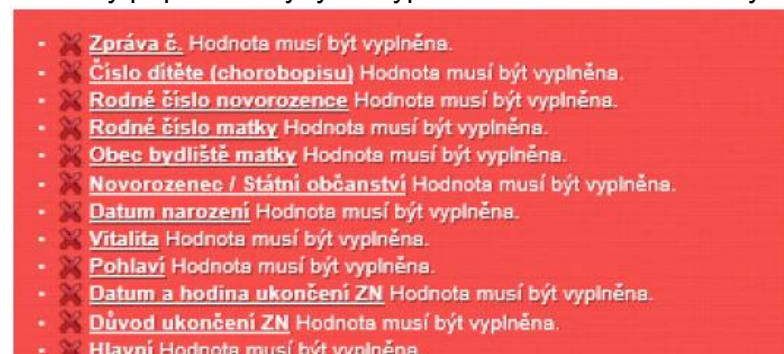 - Zpráva č. Hodnota musí být vyplněna.
- Číslo dítěte (chorobopisu) Hodnota musí být vyplněna.
- Rodné číslo novorozence Hodnota musí být vyplněna.
- Rodné číslo matky Hodnota musí být vyplněna.
- Obec bydliště matky Hodnota musí být vyplněna.
- Novorozenec / Státní občanství Hodnota musí být vyplněna.
- Datum narození Hodnota musí být vyplněna.
- Vitalita Hodnota musí být vyplněna.
- Pohlaví Hodnota musí být vyplněna.
- Datum a hodina ukončení ZN Hodnota musí být vyplněna.
- Důvod ukončení ZN Hodnota musí být vyplněna.
- Hlavní Hodnota musí být vyplněna